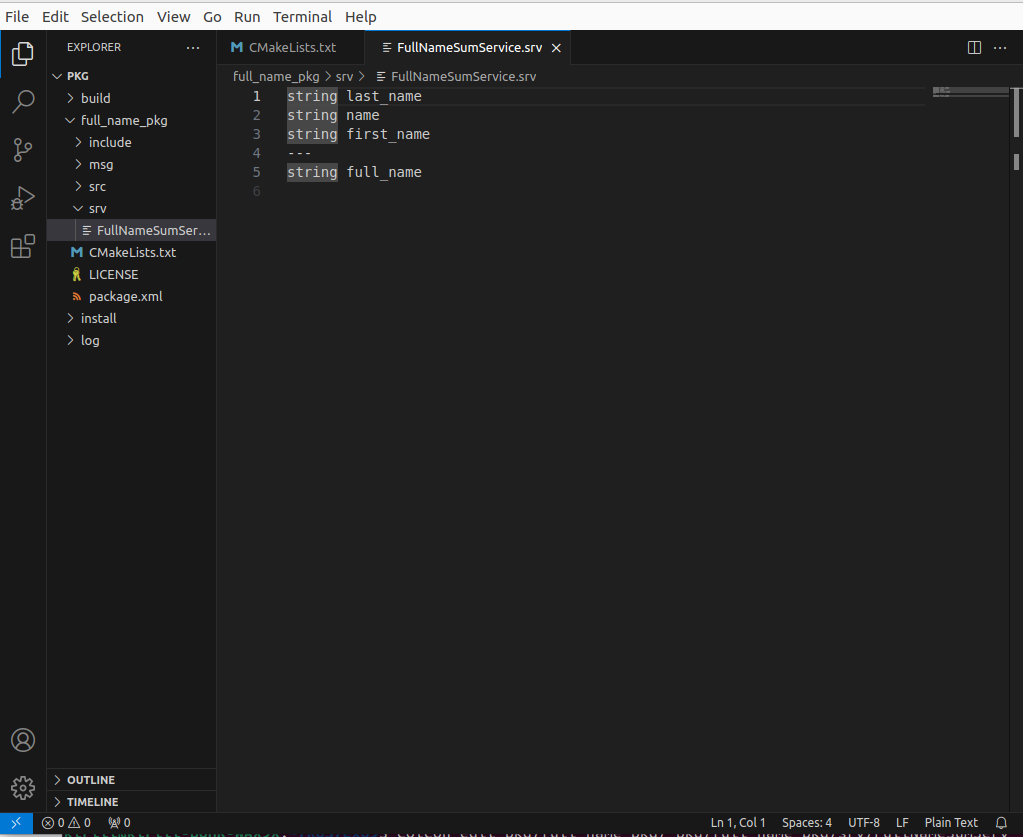 File Edit Selection View Go Run Terminal Help
EXPLORER ···
CMakeLists.txt
FullNameSumService.srv
PKG
full_name_pkg > srv > FullNameSumService.srv
build
full_name_pkg
include
msg
src
srv
FullNameSumSer...
CMakeLists.txt
LICENSE
package.xml
install
log
1 string last_name
2 string name
3 string first_name
4 ---
5 string full_name
6
OUTLINE
TIMELINE
0 0 0 Ln 1, Col 1 Spaces: 4 UTF-8 LF Plain Text